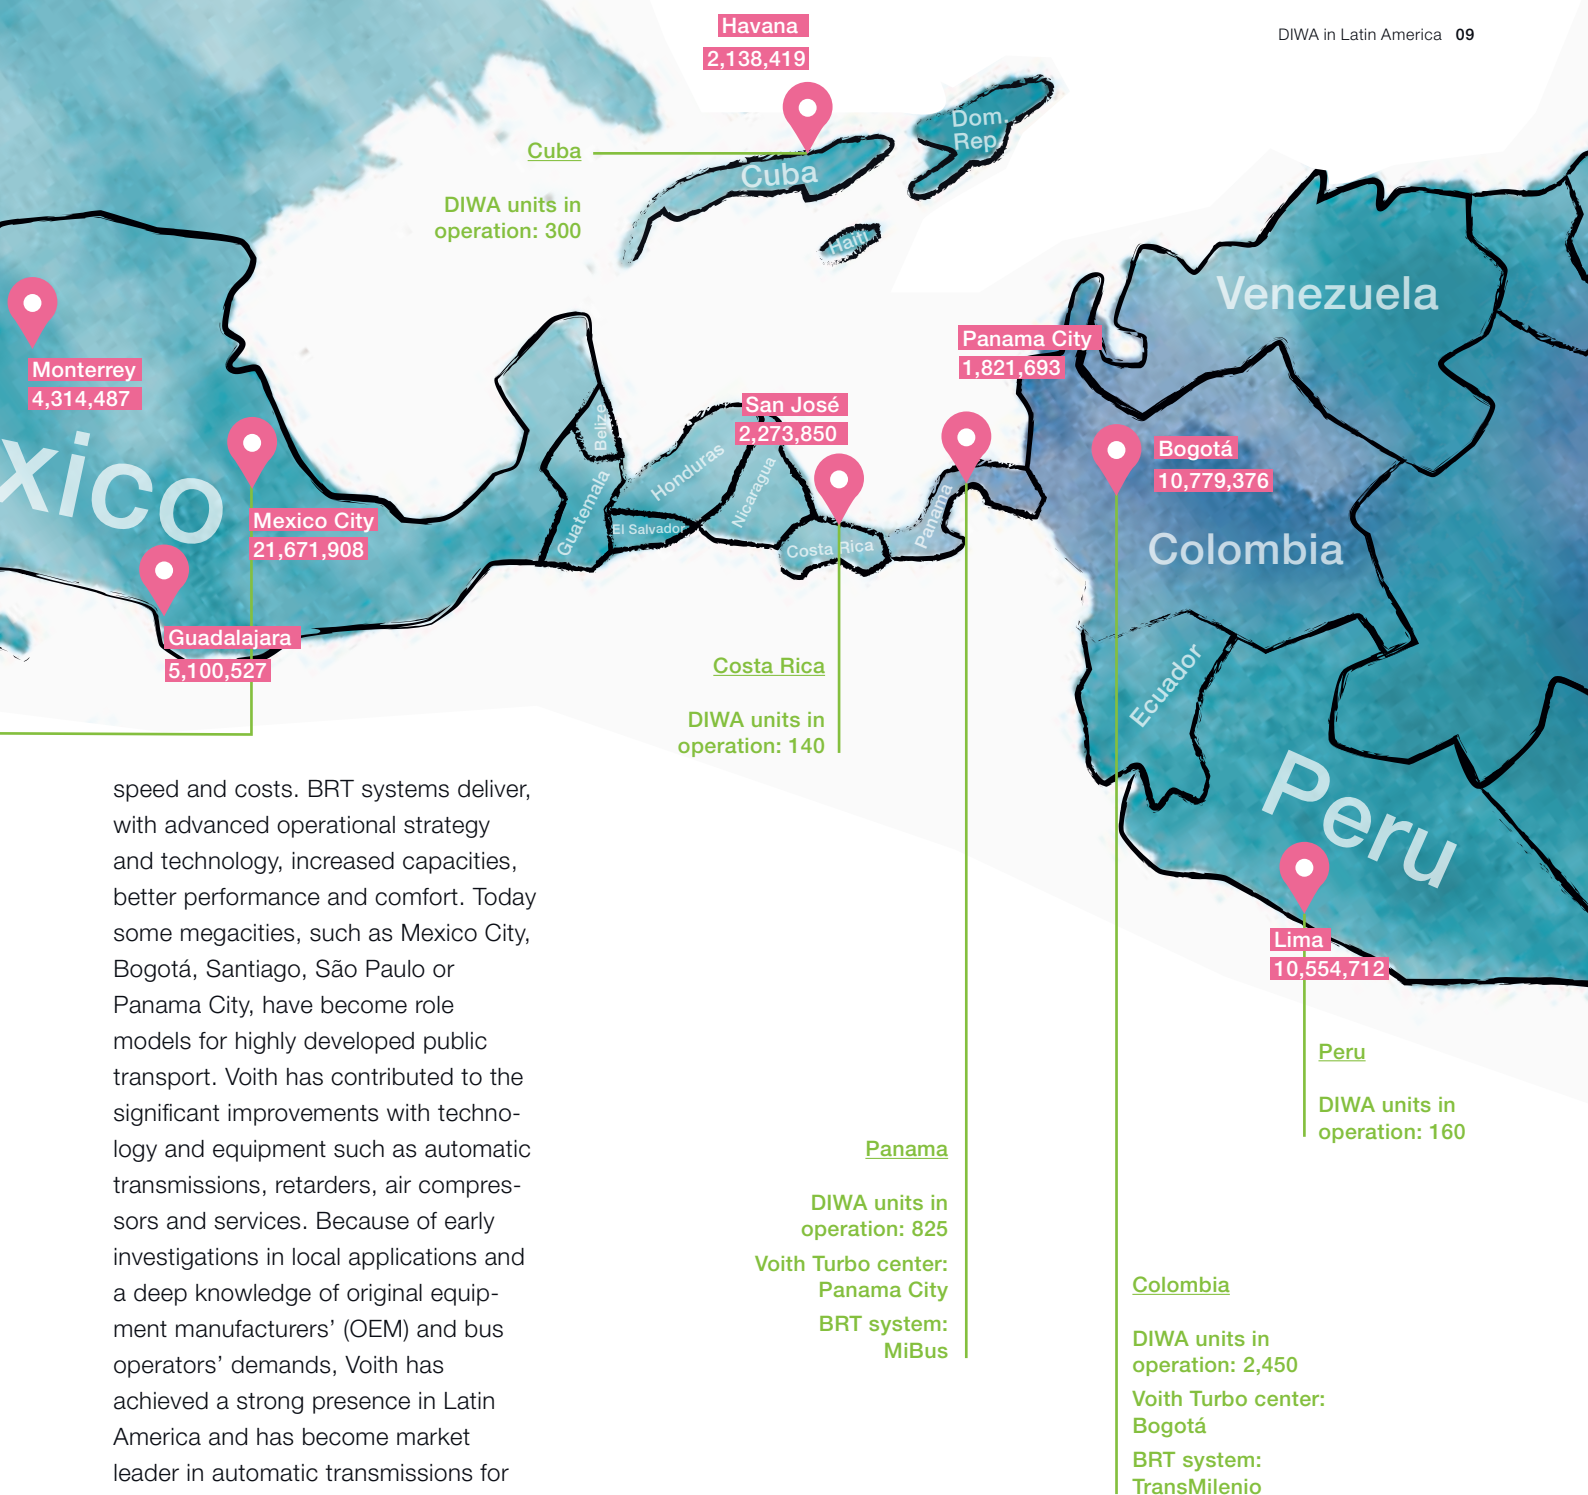 DIWA in Latin America 09
Havana
2,138,419
Cuba
DIWA units in
operation: 300
Cuba
Dom.
Rep.
Haiti
Venezuela
Monterrey
4,314,487
xico
Mexico City
21,671,908
Guadalajara
5,100,527
Belize
Guatemala
Honduras
El Salvador
Nicaragua
San José
2,273,850
Costa Rica
Panama
Panama City
1,821,693
Bogotá
10,779,376
Colombia
Ecuador
Peru
Lima
10,554,712
Costa Rica
DIWA units in
operation: 140
speed and costs. BRT systems deliver,
with advanced operational strategy
and technology, increased capacities,
better performance and comfort. Today
some megacities, such as Mexico City,
Bogotá, Santiago, São Paulo or
Panama City, have become role
models for highly developed public
transport. Voith has contributed to the
significant improvements with techno-
logy and equipment such as automatic
transmissions, retarders, air compres-
sors and services. Because of early
investigations in local applications and
a deep knowledge of original equip-
ment manufacturers’ (OEM) and bus
operators’ demands, Voith has
achieved a strong presence in Latin
America and has become market
leader in automatic transmissions for
Panama
DIWA units in
operation: 825
Voith Turbo center:
Panama City
BRT system:
MiBus
Peru
DIWA units in
operation: 160
Colombia
DIWA units in
operation: 2,450
Voith Turbo center:
Bogotá
BRT system:
TransMilenio